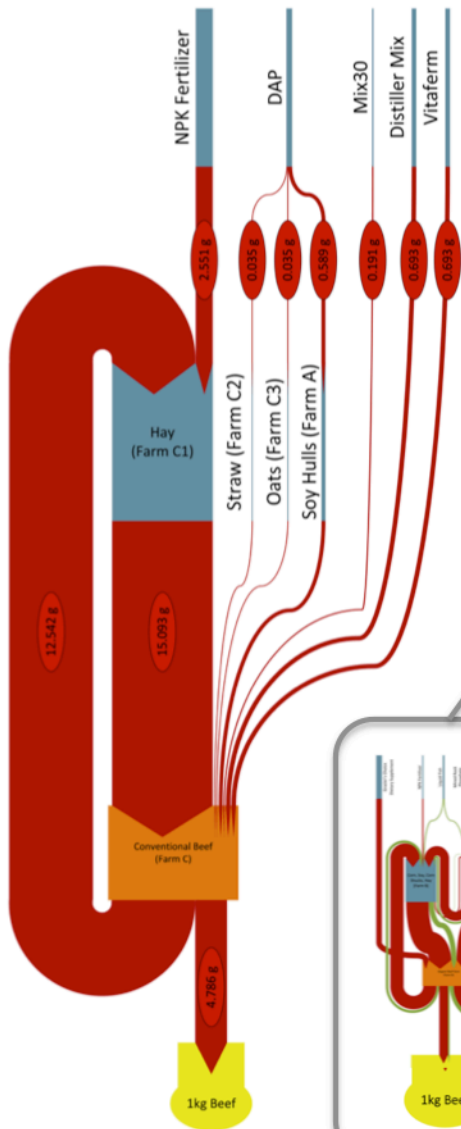 NPK Fertilizer
DAP
Mix30
Distiller Mix
Vitaferm
2.551 g
0.035 g
0.035 g
0.589 g
0.191 g
0.693 g
0.693 g
Hay
(Farm C1)
Straw (Farm C2)
Oats (Farm C3)
Soy Hulls (Farm A)
12.542 g
15.093 g
Conventional Beef
(Farm C)
4.786 g
1kg Beef
1kg Bee